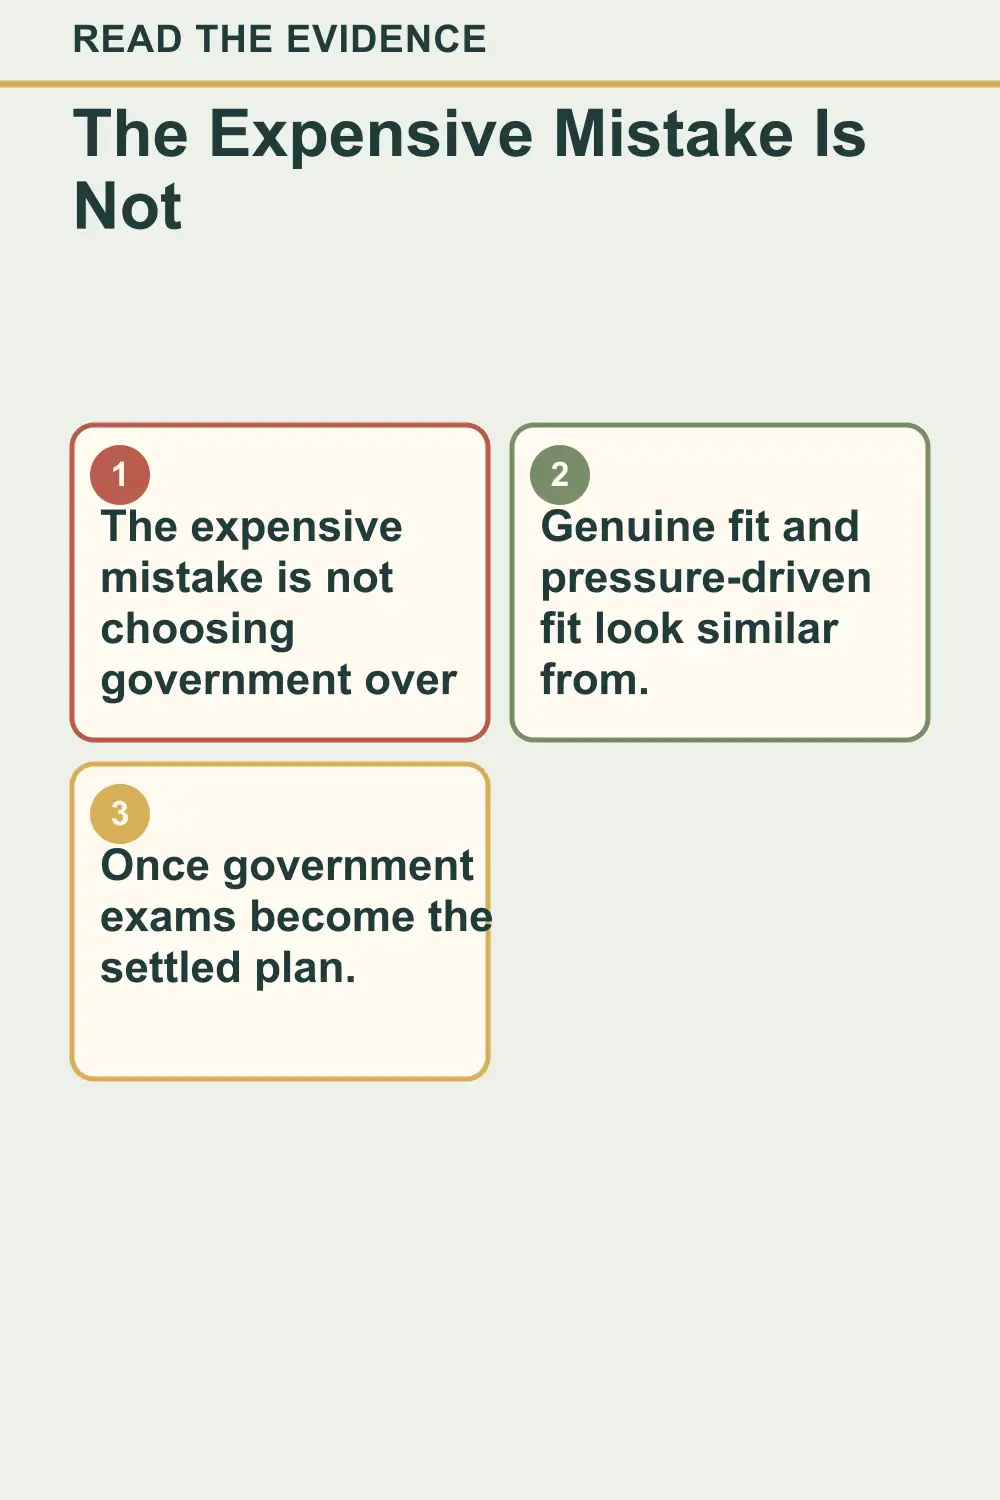 READ THE EVIDENCE
The Expensive Mistake Is
Not
1
The expensive
mistake is not
choosing
government over
2
Genuine fit and
pressure-driven
fit look similar
from.
3
Once government
exams become the
settled plan.